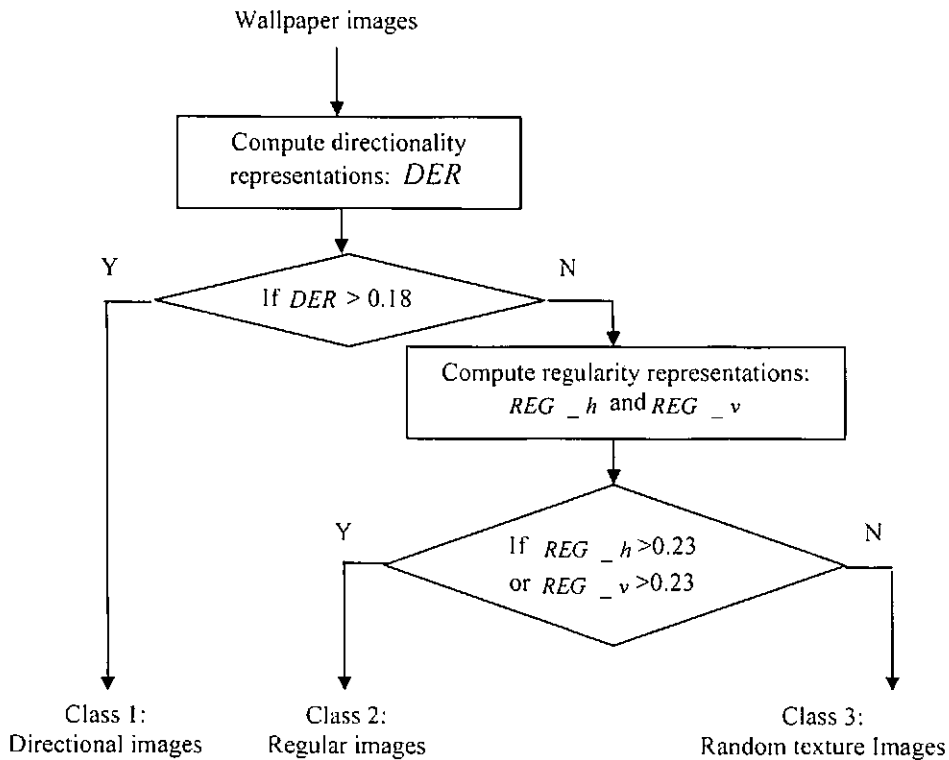 Wallpaper images
Compute directionality
representations: DER
Y
N
If DER > 0.18
Compute regularity representations:
REG _ h and REG _ v
Y
N
If REG _ h >0.23
or REG _ v >0.23
Class 1:
Directional images
Class 2:
Regular images
Class 3:
Random texture Images